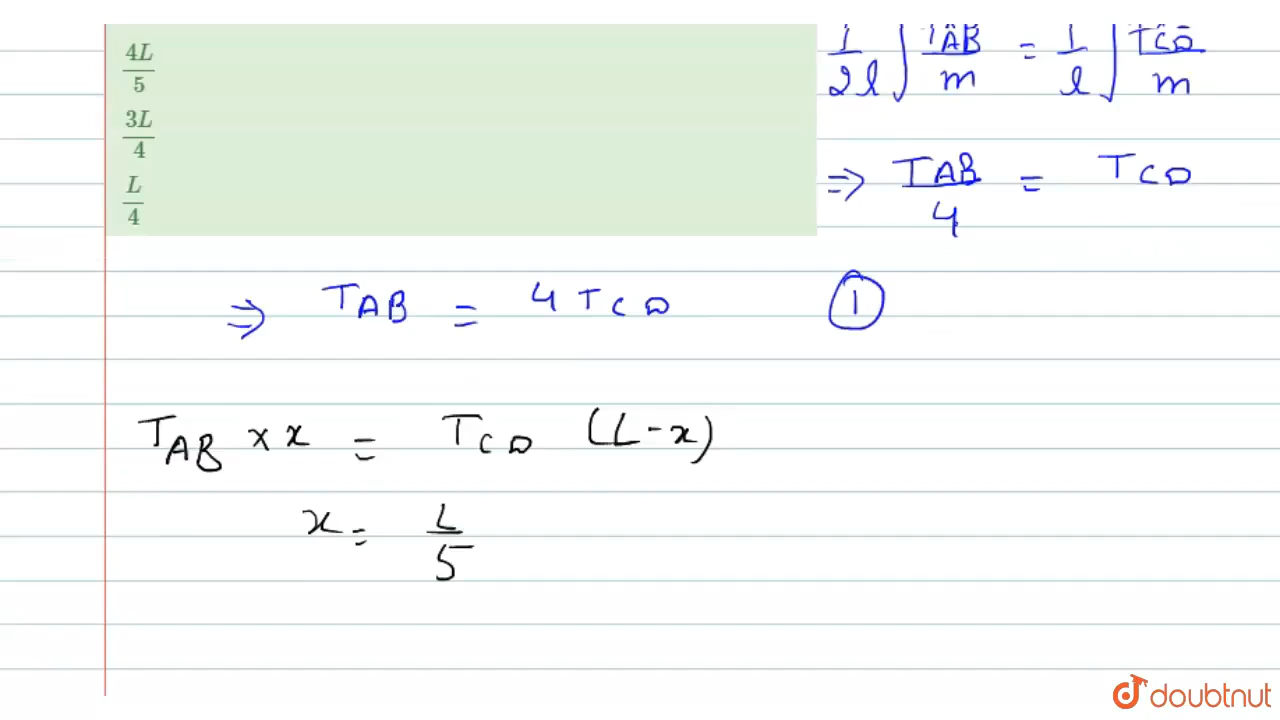 4L/5
3L/4
L/4
1/2l √(TAB/m) = 1/l √(TCD/m)
⇒ TAB/4 = TCD
⇒ TAB = 4 TCD ①
TAB × x = TCD (L-x)
x = L/5
doubtnut